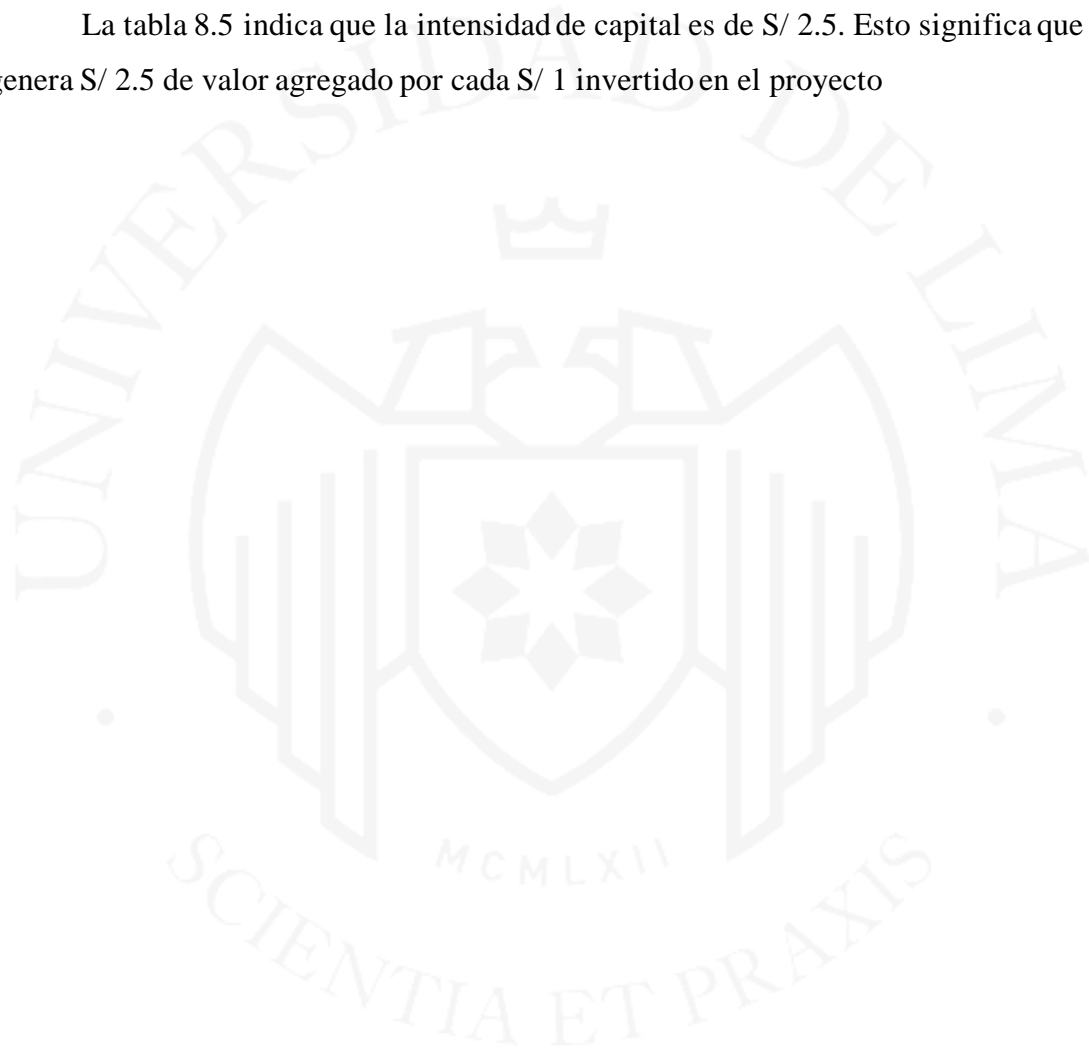 La tabla 8.5 indica que la intensidad de capital es de S/ 2.5. Esto significa que
genera S/ 2.5 de valor agregado por cada S/ 1 invertido en el proyecto
UNIVERSIDAD DE LIMA
MCMLXII
SCIENTIA ET PRAXIS